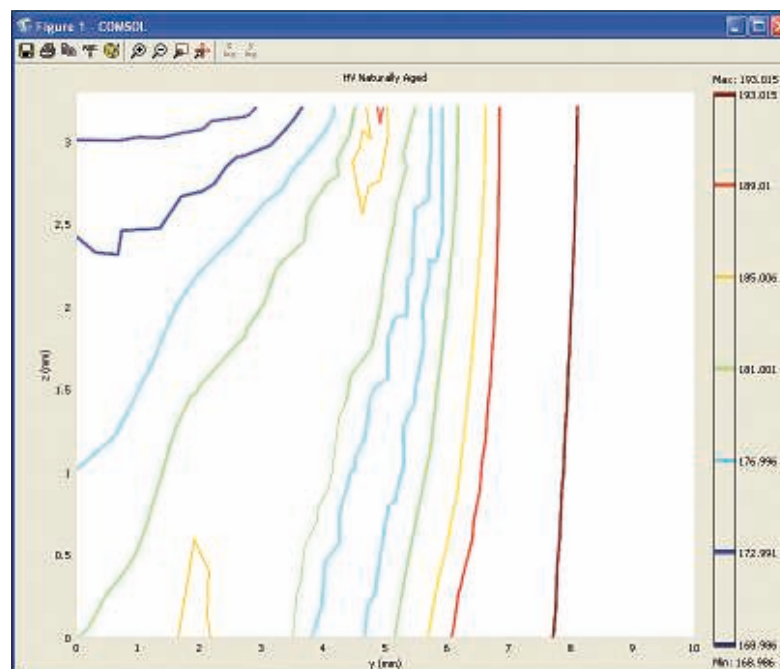 Figure 1 - COMSOL
HV Naturally Aged
Max: 193.015
193.015
189.01
185.006
181.001
176.996
172.991
168.986
Min: 168.986
3
2.5
2
1.5
1
0.5
0
z (mm)
0 1 2 3 4 5 6 7 8 9 10
y (mm)